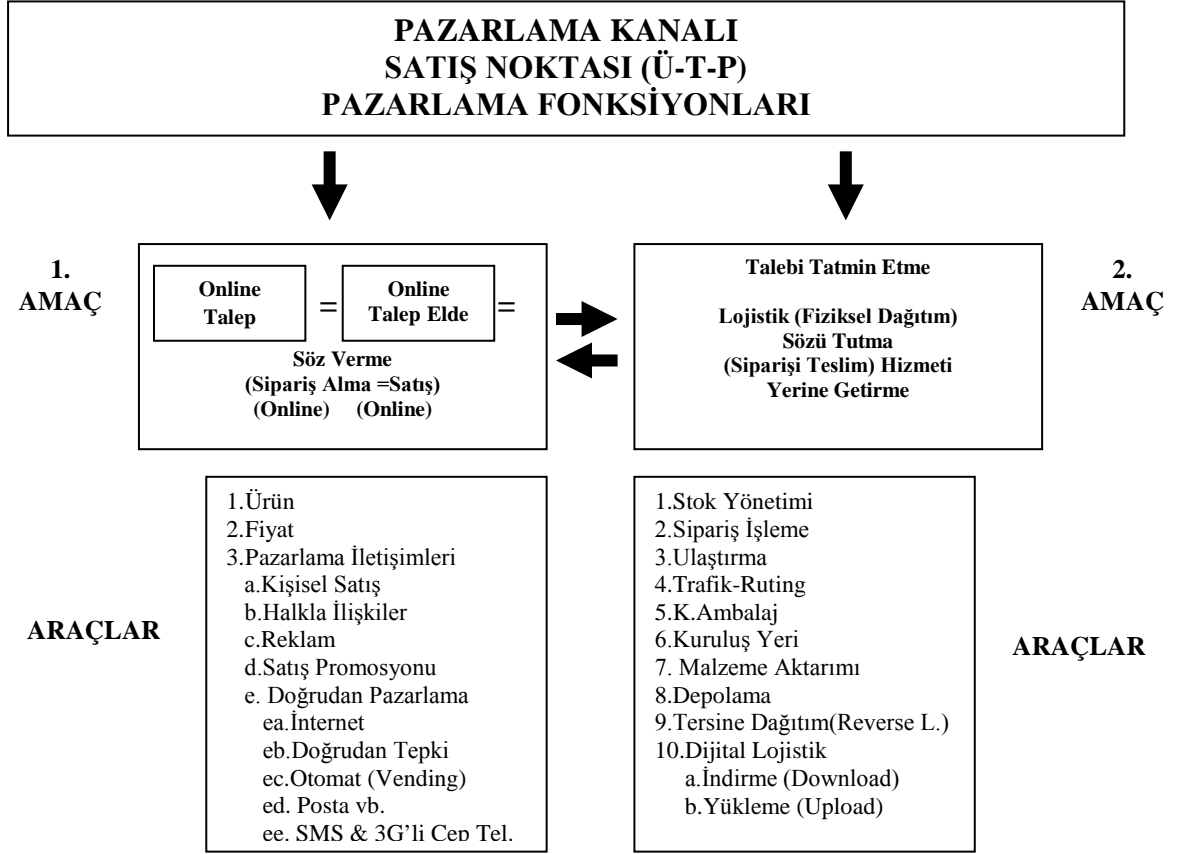 PAZARLAMA KANALI
SATIŞ NOKTASI (Ü-T-P)
PAZARLAMA FONKSİYONLARI
1.
AMAÇ
Online
Talep
=
Online
Talep Elde
=
Söz Verme
(Sipariş Alma =Satış)
(Online) (Online)
Talebi Tatmin Etme
Lojistik (Fiziksel Dağıtım)
Sözü Tutma
(Siparişi Teslim) Hizmeti
Yerine Getirme
2.
AMAÇ
ARAÇLAR
1.Ürün
2.Fiyat
3.Pazarlama İletişimleri
a.Kişisel Satış
b.Halkla İlişkiler
c.Reklam
d.Satış Promosyonu
e. Doğrudan Pazarlama
ea.İnternet
eb.Doğrudan Tepki
ec.Otomat (Vending)
ed. Posta vb.
ee. SMS & 3G’li Cep Tel.
1.Stok Yönetimi
2.Sipariş İşleme
3.Ulaştırma
4.Trafik-Ruting
5.K.Ambalaj
6.Kuruluş Yeri
7. Malzeme Aktarımı
8.Depolama
9.Tersine Dağıtım(Reverse L.)
10.Dijital Lojistik
a.İndirme (Download)
b.Yükleme (Upload)
ARAÇLAR